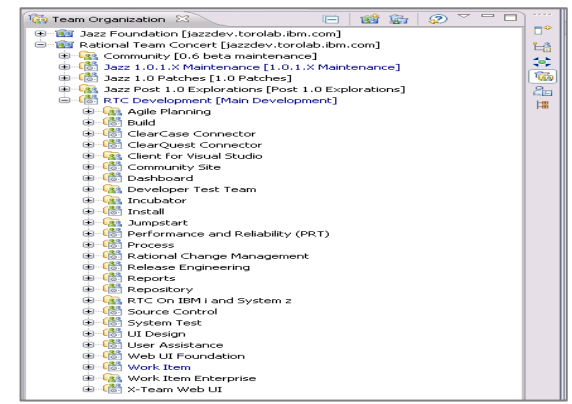 Team Organization
Jazz Foundation [jazzdev.torolab.ibm.com]
Rational Team Concert [jazzdev.torolab.ibm.com]
Community [0.6 beta maintenance]
Jazz 1.0.1.X Maintenance [1.0.1.X Maintenance]
Jazz 1.0 Patches [1.0 Patches]
Jazz Post 1.0 Explorations [Post 1.0 Explorations]
RTC Development [Main Development]
Agile Planning
Build
ClearCase Connector
ClearQuest Connector
Client for Visual Studio
Community Site
Dashboard
Developer Test Team
Incubator
Install
Jumpstart
Performance and Reliability (PRT)
Process
Rational Change Management
Release Engineering
Reports
Repository
RTC On IBM i and System z
Source Control
System Test
UI Design
User Assistance
Web UI Foundation
Work Item
Work Item Enterprise
X-Team Web UI